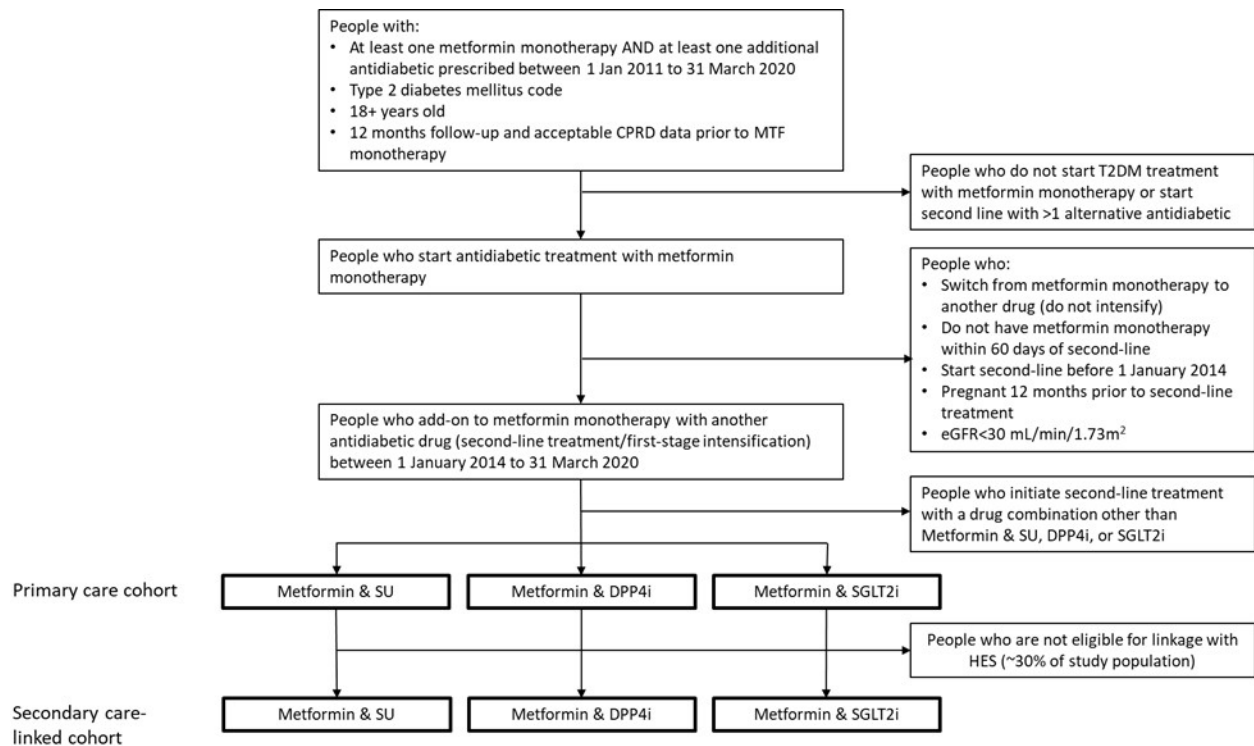 People with:
• At least one metformin monotherapy AND at least one additional
antidiabetic prescribed between 1 Jan 2011 to 31 March 2020
• Type 2 diabetes mellitus code
• 18+ years old
• 12 months follow-up and acceptable CPRD data prior to MTF
monotherapy
People who do not start T2DM treatment
with metformin monotherapy or start
second line with >1 alternative antidiabetic
People who start antidiabetic treatment with metformin
monotherapy
People who:
• Switch from metformin monotherapy to
another drug (do not intensify)
• Do not have metformin monotherapy
within 60 days of second-line
• Start second-line before 1 January 2014
• Pregnant 12 months prior to second-line
treatment
• eGFR<30 mL/min/1.73m²
People who add-on to metformin monotherapy with another
antidiabetic drug (second-line treatment/first-stage intensification)
between 1 January 2014 to 31 March 2020
People who initiate second-line treatment
with a drug combination other than
Metformin & SU, DPP4i, or SGLT2i
Primary care cohort
Metformin & SU
Metformin & DPP4i
Metformin & SGLT2i
People who are not eligible for linkage with
HES (~30% of study population)
Secondary care-
linked cohort
Metformin & SU
Metformin & DPP4i
Metformin & SGLT2i